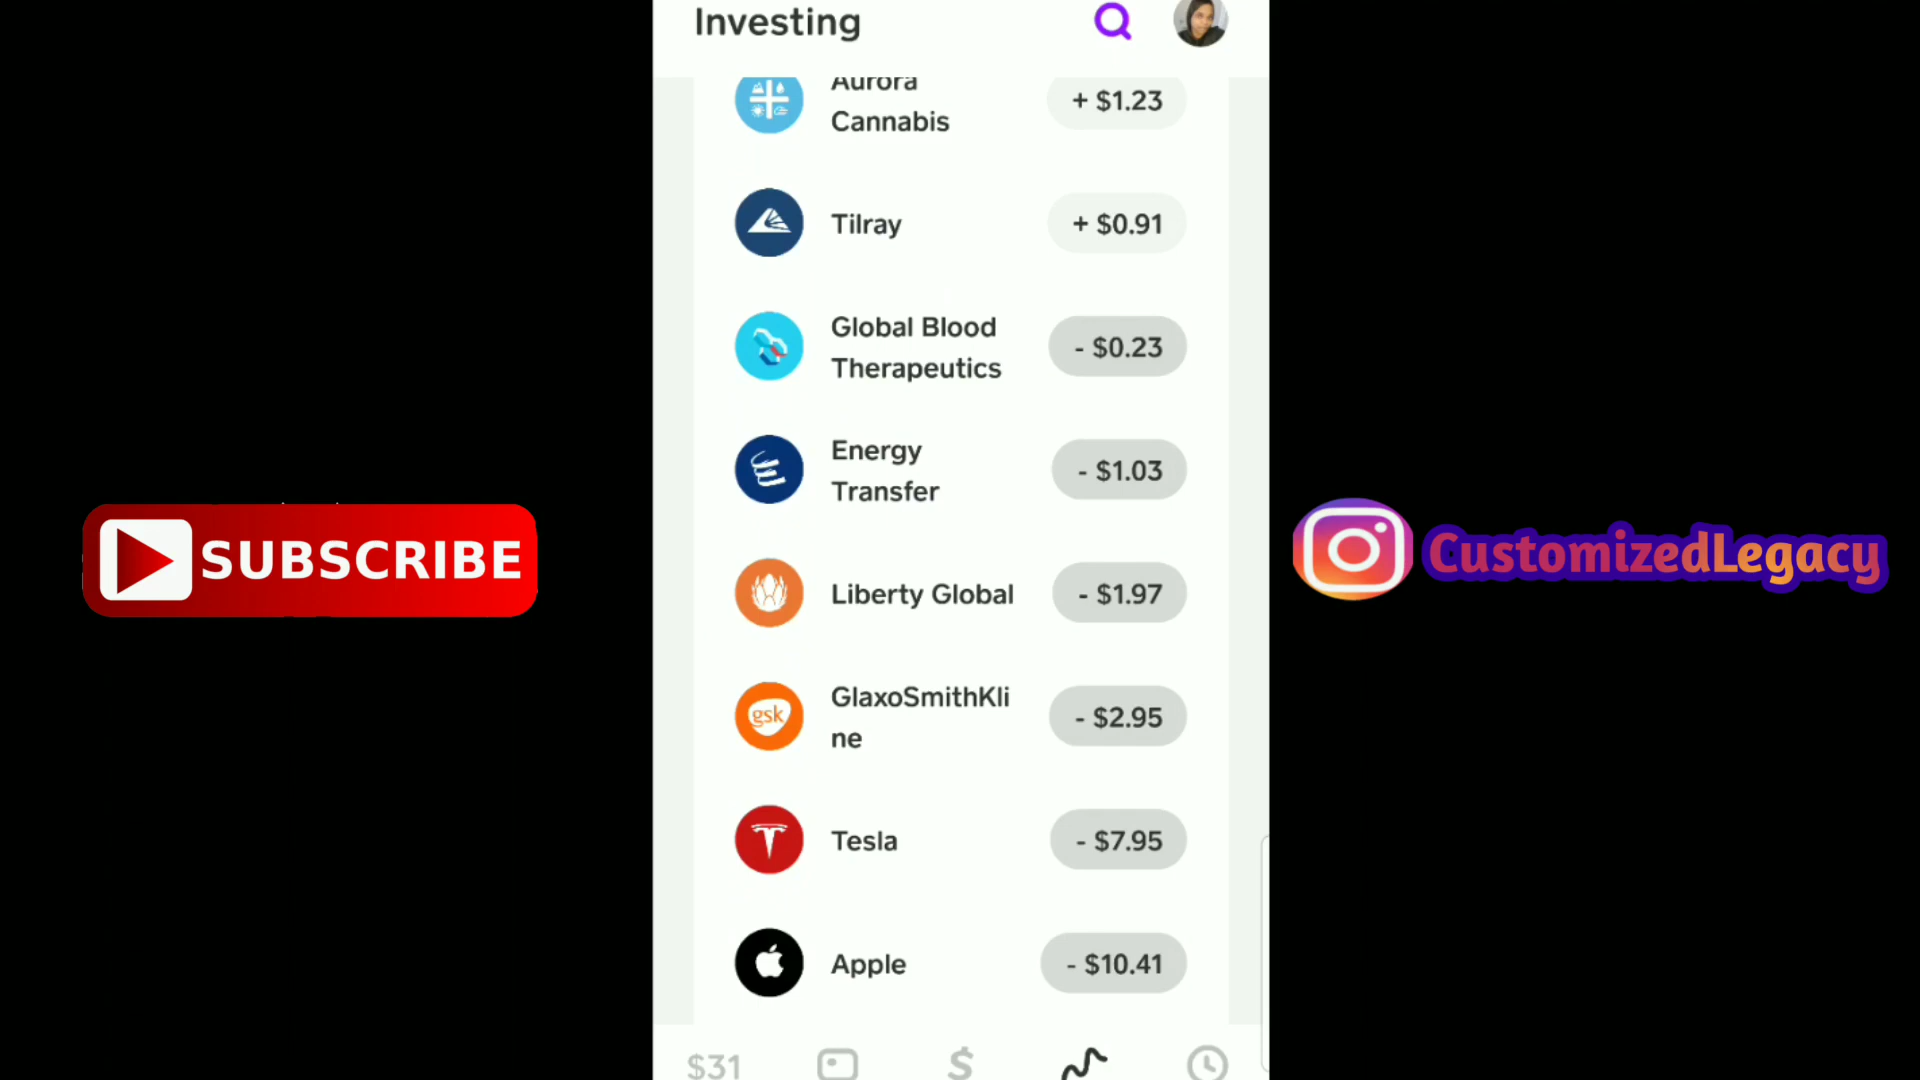 Investing
Aurora
Cannabis
+ $1.23
Tilray
+ $0.91
Global Blood
Therapeutics
- $0.23
Energy
Transfer
- $1.03
Liberty Global
- $1.97
GlaxoSmithKli
ne
- $2.95
gsk
Tesla
- $7.95
Apple
- $10.41
$31
SUBSCRIBE
CustomizedLegacy